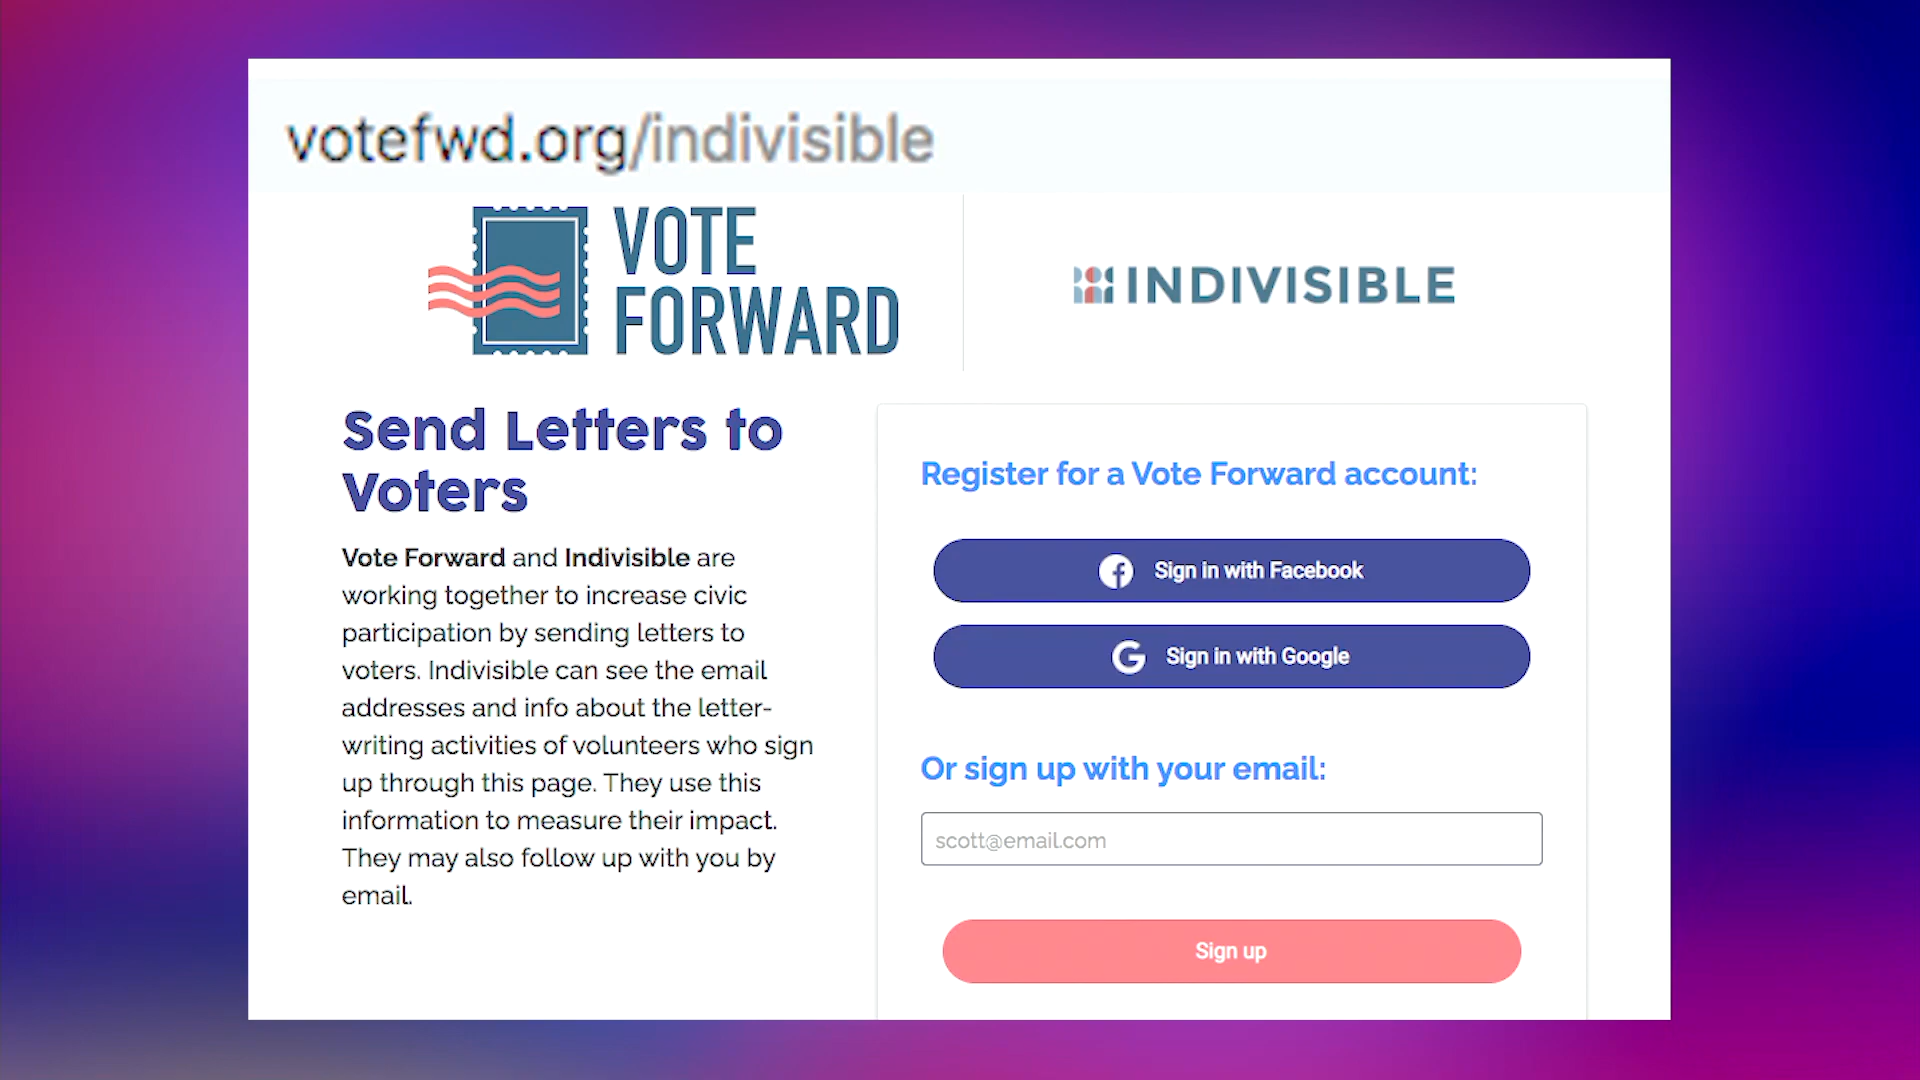 votefwd.org/indivisible
VOTE
FORWARD
INDIVISIBLE
Send Letters to
Voters
Vote Forward and Indivisible are
working together to increase civic
participation by sending letters to
voters. Indivisible can see the email
addresses and info about the letter-
writing activities of volunteers who sign
up through this page. They use this
information to measure their impact.
They may also follow up with you by
email.
Register for a Vote Forward account:
Sign in with Facebook
Sign in with Google
Or sign up with your email:
scott@email.com
Sign up